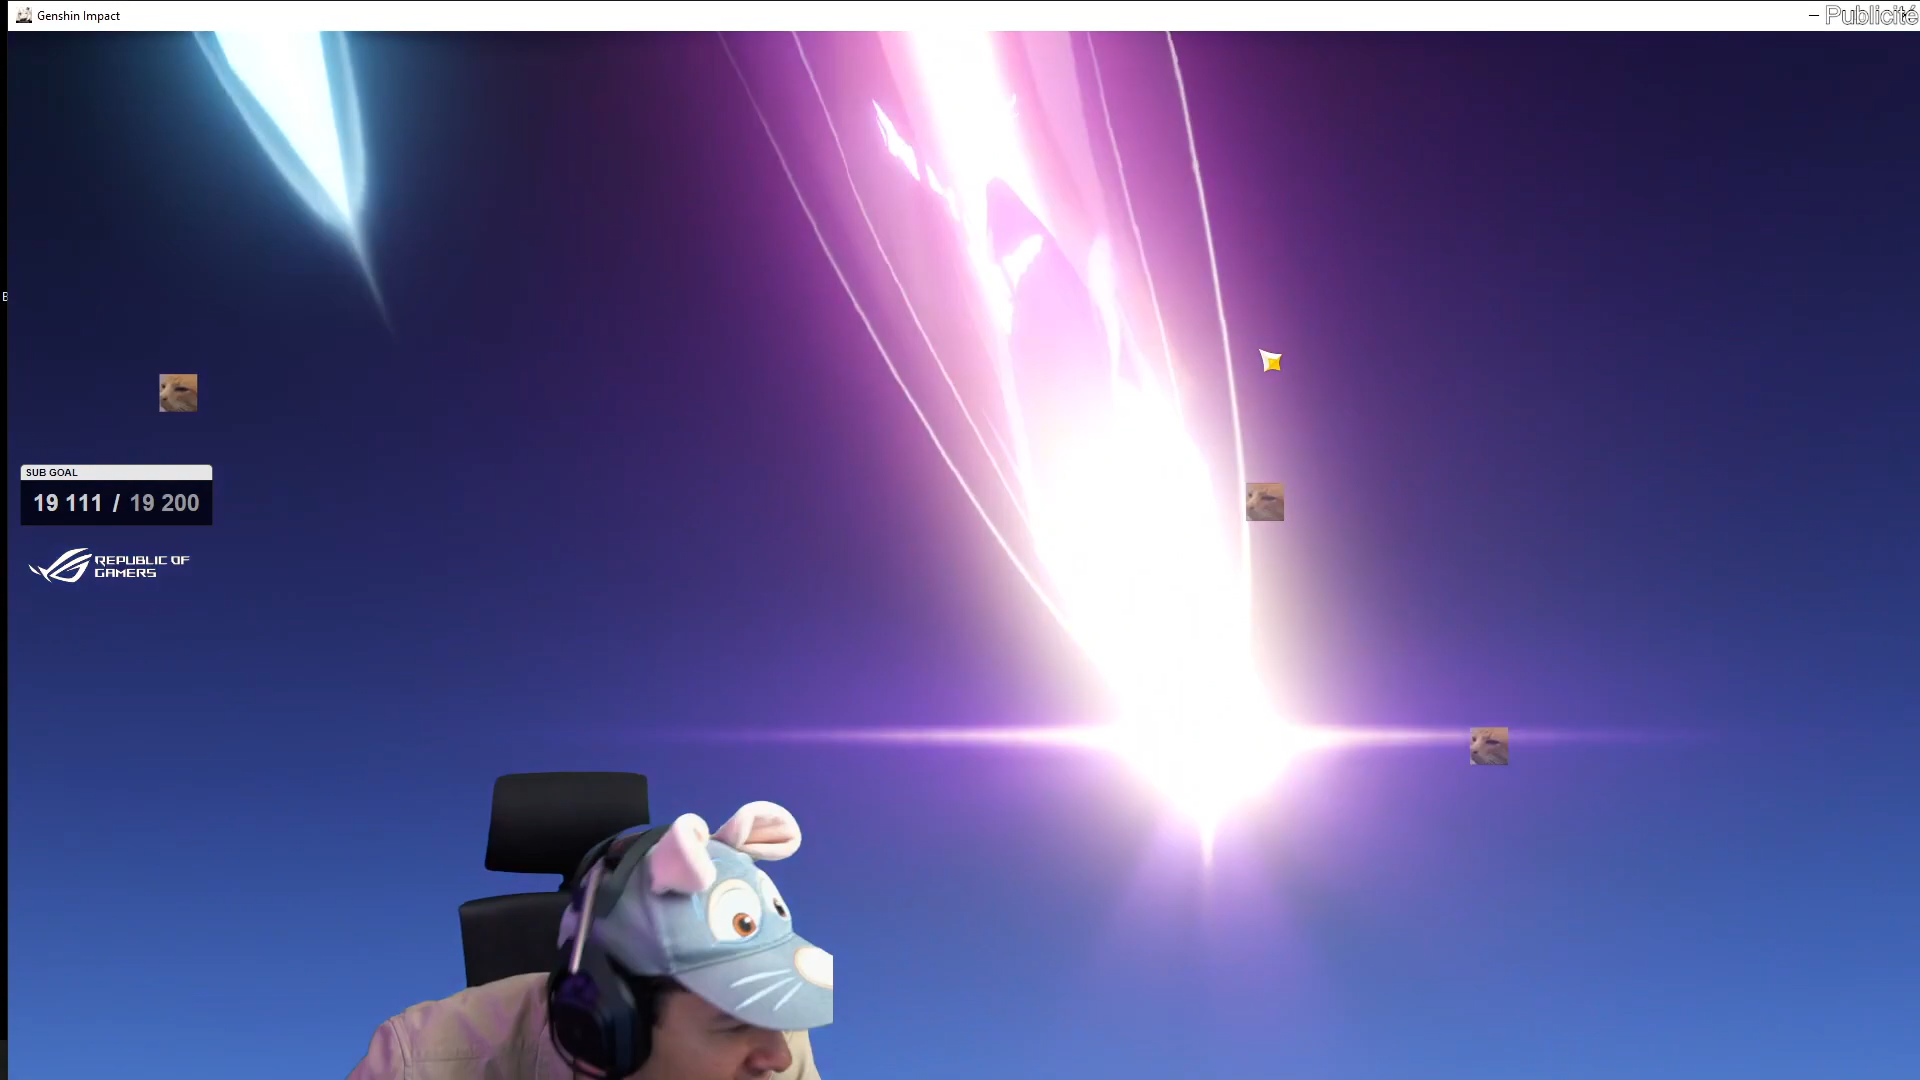 Genshin Impact
Publicité
B
SUB GOAL
19 111 / 19 200
REPUBLIC OF
GAMERS